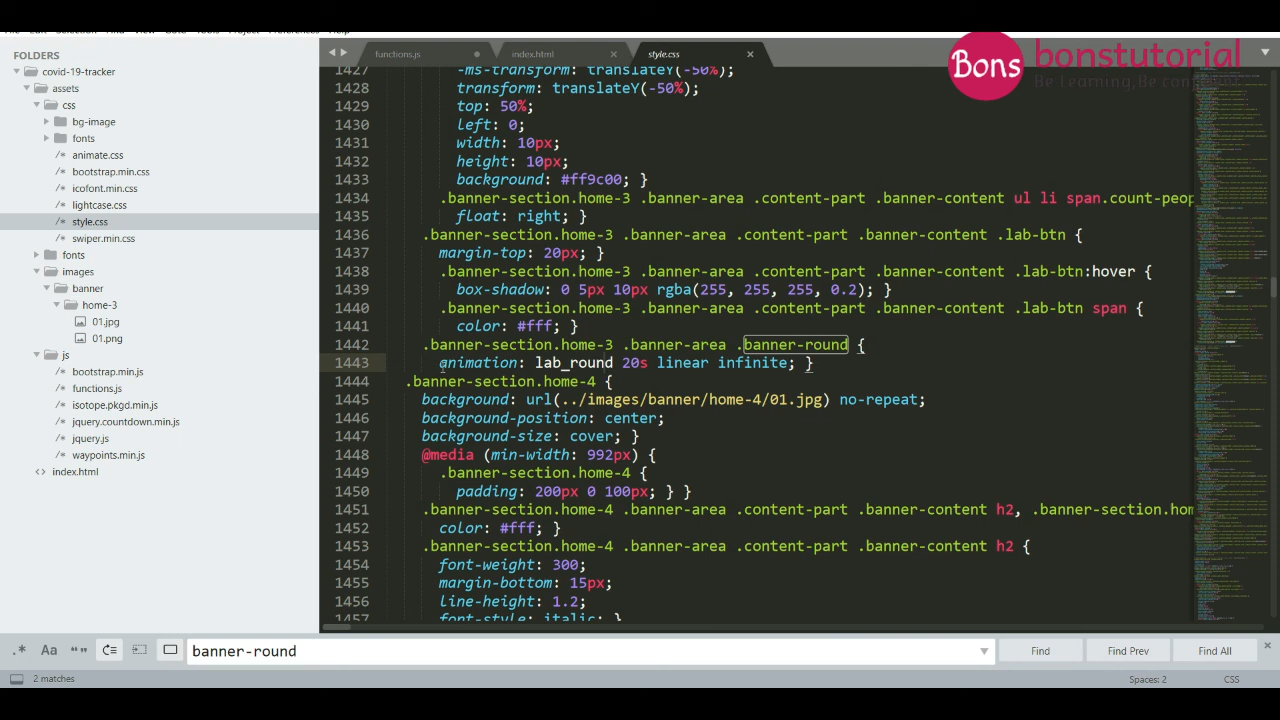 FOLDERS
covid-19-tracker
assets
css
bg-image
fonts
animate.css
bootstrap.min.css
icofont.min.css
lightcase.css
style.css
swiper.min.css
fonts
images
banner
home-3
01.jpg
01.png
js
bootstrap.min.js
functions.js
isotope.pkgd.min.js
jquery.countdown.min.js
jquery.js
waypoints.min.js
index.html
functions.js
index.html
style.css
Bons bonstutorial
Be Learning,Be
1427 -ms-transform: translateY(-50%);
1428 transform: translateY(-50%);
1429 top: 50%;
1430 left: 0;
1431 width: 10px;
1432 height: 10px;
1433 background: #ff9c00; }
1434 .banner-section.home-3 .banner-area .content-part .banner-content ul li span.count-peop
1435 float: right; }
1436 .banner-section.home-3 .banner-area .content-part .banner-content .lab-btn {
1437 margin-top: 20px; }
1438 .banner-section.home-3 .banner-area .content-part .banner-content .lab-btn:hover {
1439 box-shadow: 0 3px 10px rgba(255, 255, 255, 0.2); }
1440 .banner-section.home-3 .banner-area .content-part .banner-content .lab-btn span {
1441 color: #fff; }
1442 .banner-section.home-3 .banner-area .banner-round {
1443 animation: lab_round 20s linear infinite; }
1444 .banner-section.home-4 {
1445 background: url(../images/banner/home-4/01.jpg) no-repeat;
1446 background-position: center;
1447 background-size: cover; }
1448 @media (min-width: 992px) {
1449 .banner-section.home-4 {
1450 padding: 200px 0 100px; } }
1451 .banner-section.home-4 .banner-area .content-part .banner-content h2, .banner-section.hom
1452 color: #fff; }
1453 .banner-section.home-4 .banner-area .content-part .banner-content h2 {
1454 font-weight: 300;
1455 margin-bottom: 15px;
1456 line-height: 1.2;
1457 font-style: italic; }
.* Aa banner-round Find Find Prev Find All
2 matches Spaces: 2 CSS